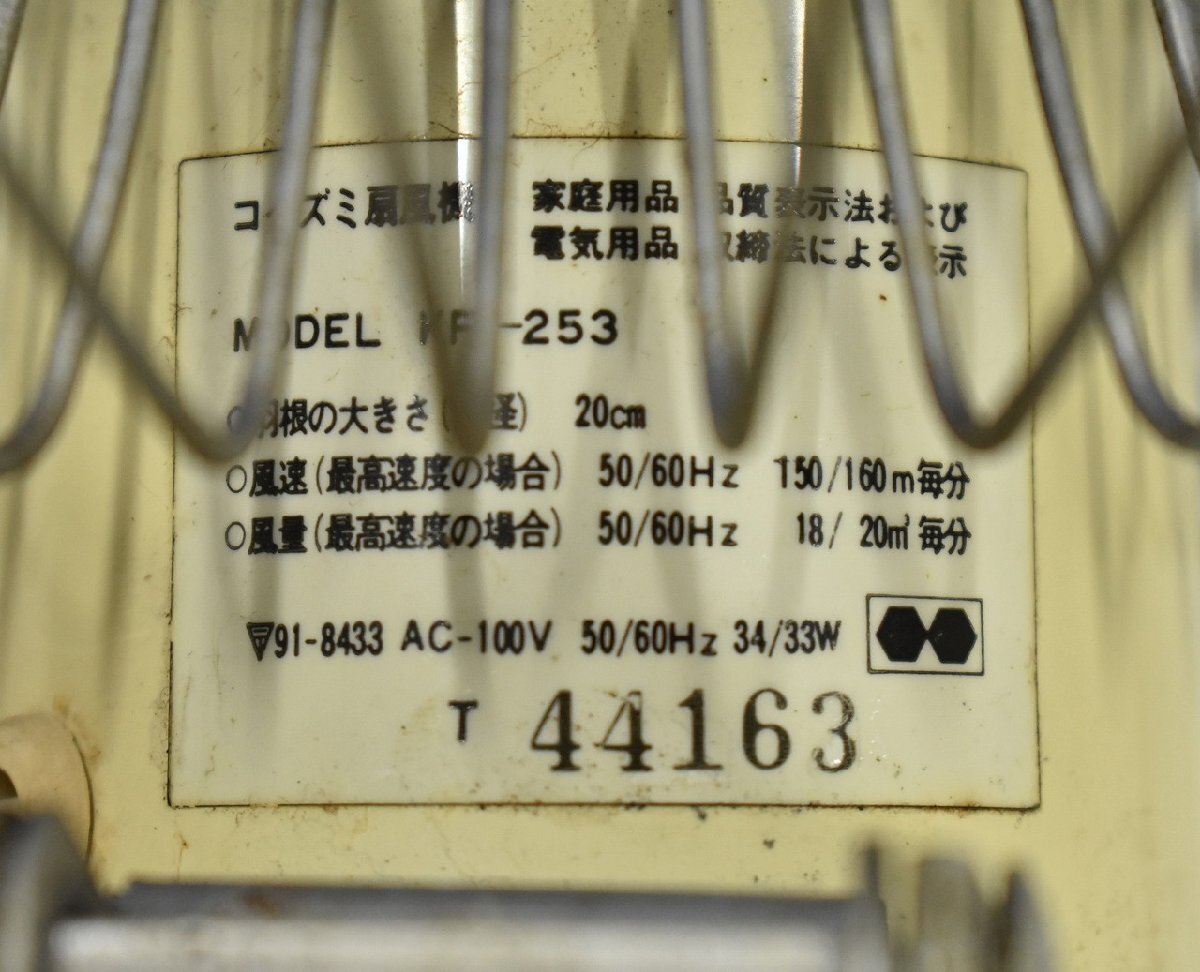 コイズミ扇風機
家庭用品 品質表示法および
電気用品 取締法による表示
MODEL -253
○羽根の大きさ(直径) 20cm
○風速(最高速度の場合) 50/60Hz 150/160m毎分
○風量(最高速度の場合) 50/60Hz 18/ 20m³毎分
91-8433 AC-100V 50/60Hz 34/33W
T 44163